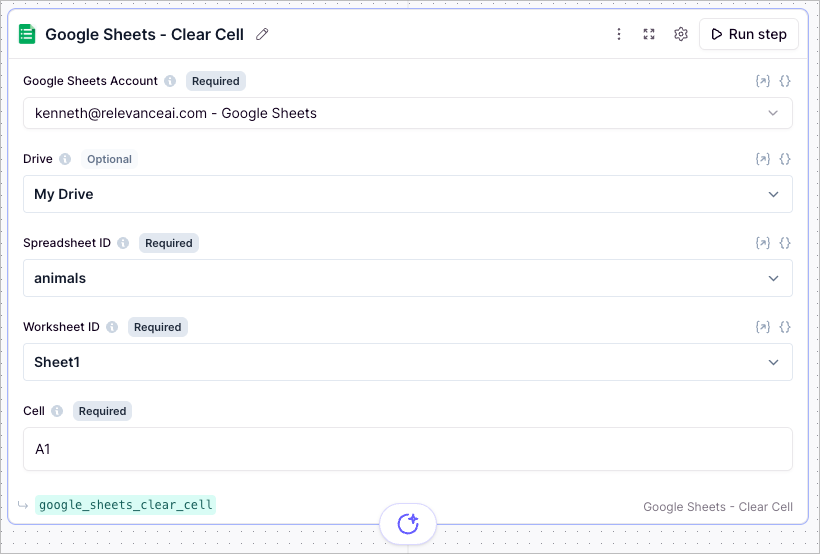 Google Sheets - Clear Cell
Run step
Google Sheets Account Required
kenneth@relevanceai.com - Google Sheets
Drive Optional
My Drive
Spreadsheet ID Required
animals
Worksheet ID Required
Sheet1
Cell Required
A1
google_sheets_clear_cell
Google Sheets - Clear Cell